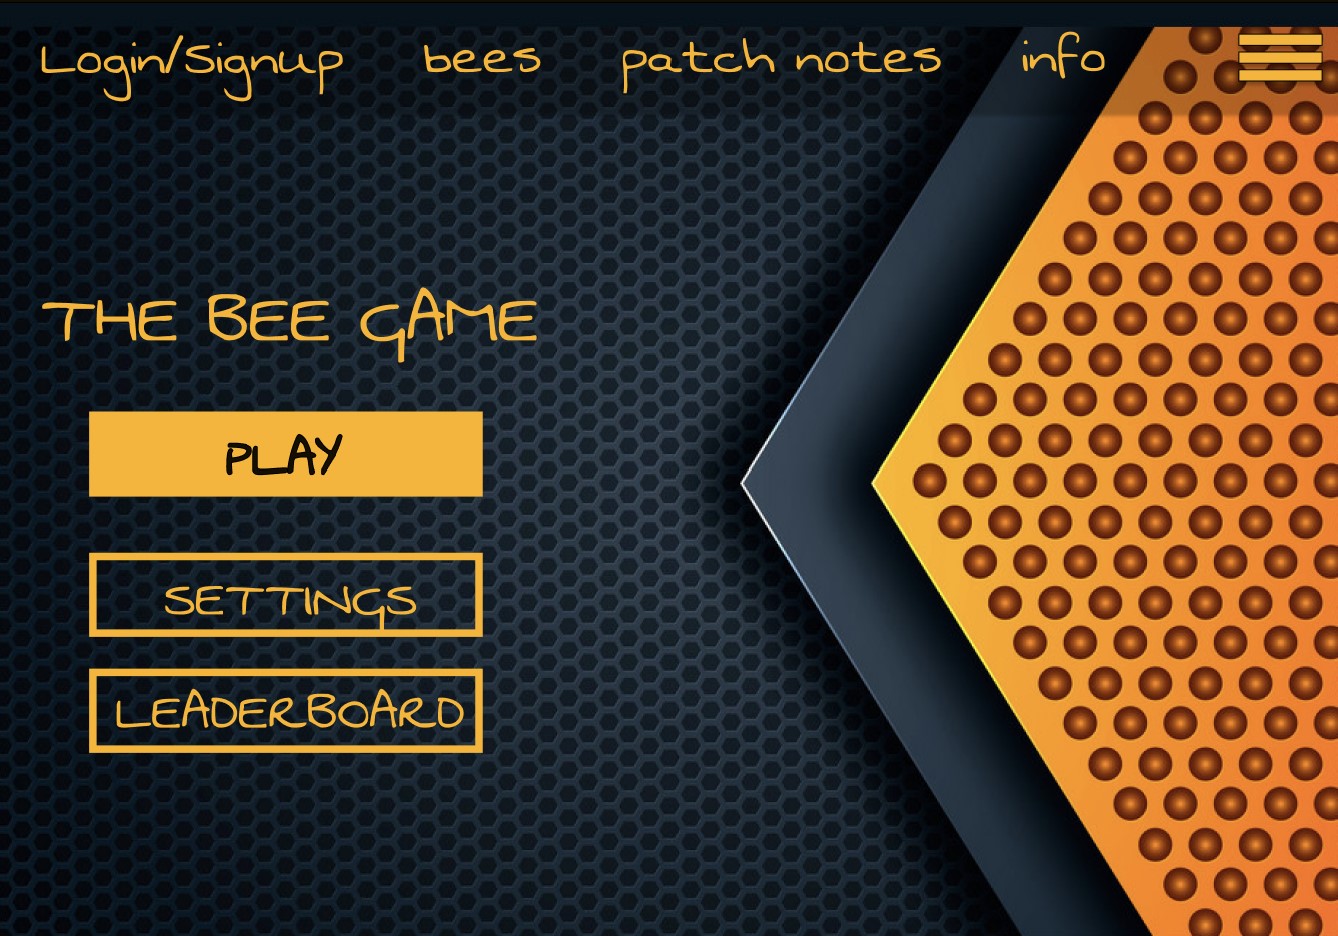 Login/Signup bees patch notes info
THE BEE GAME
PLAY
SETTINGS
LEADERBOARD